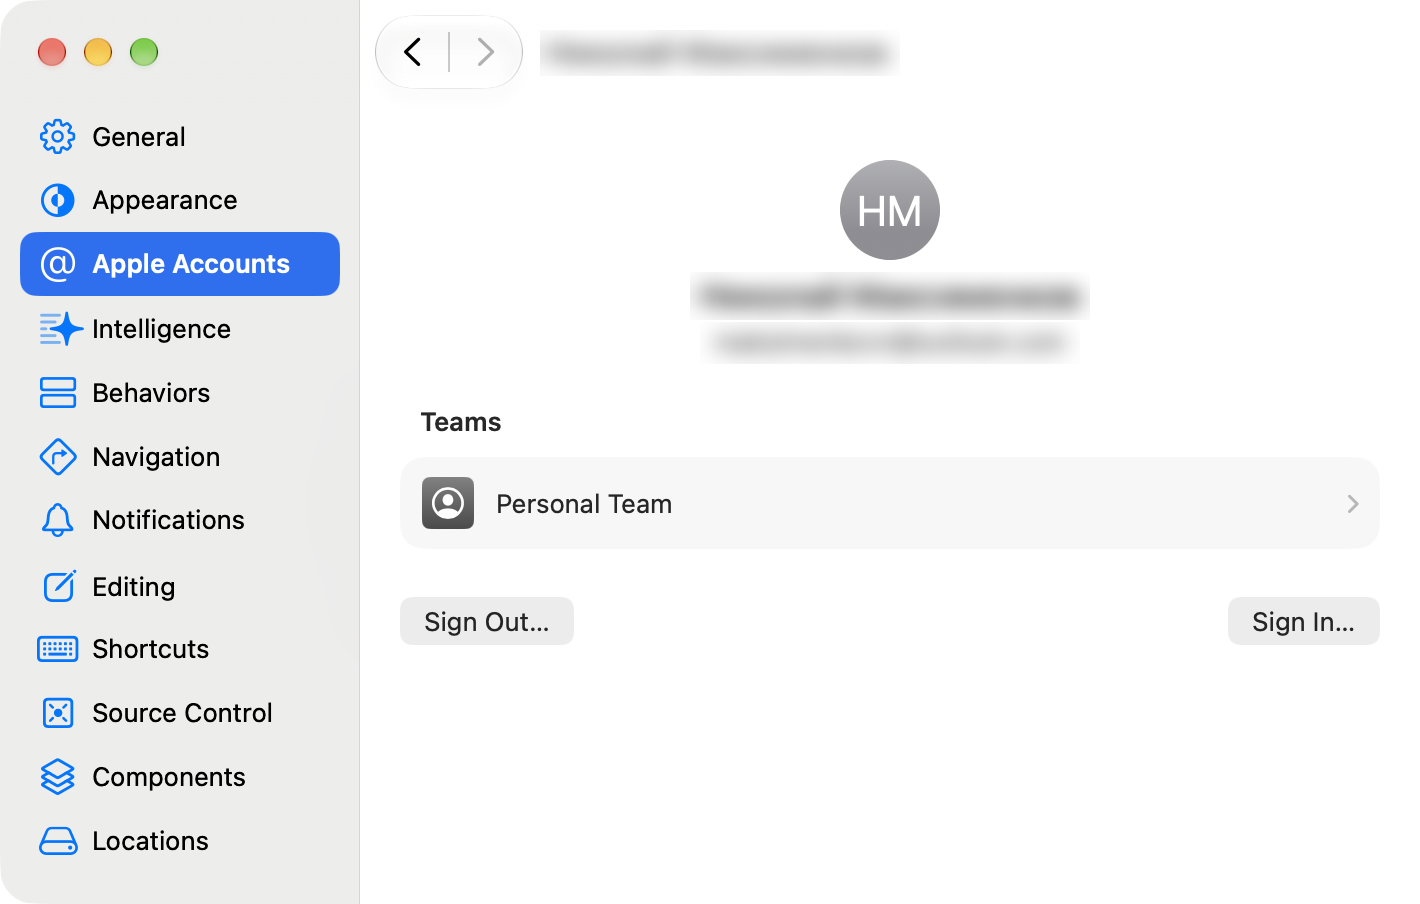 General
Appearance
Apple Accounts
Intelligence
Behaviors
Navigation
Notifications
Editing
Shortcuts
Source Control
Components
Locations
HM
Teams
Personal Team
Sign Out...
Sign In...